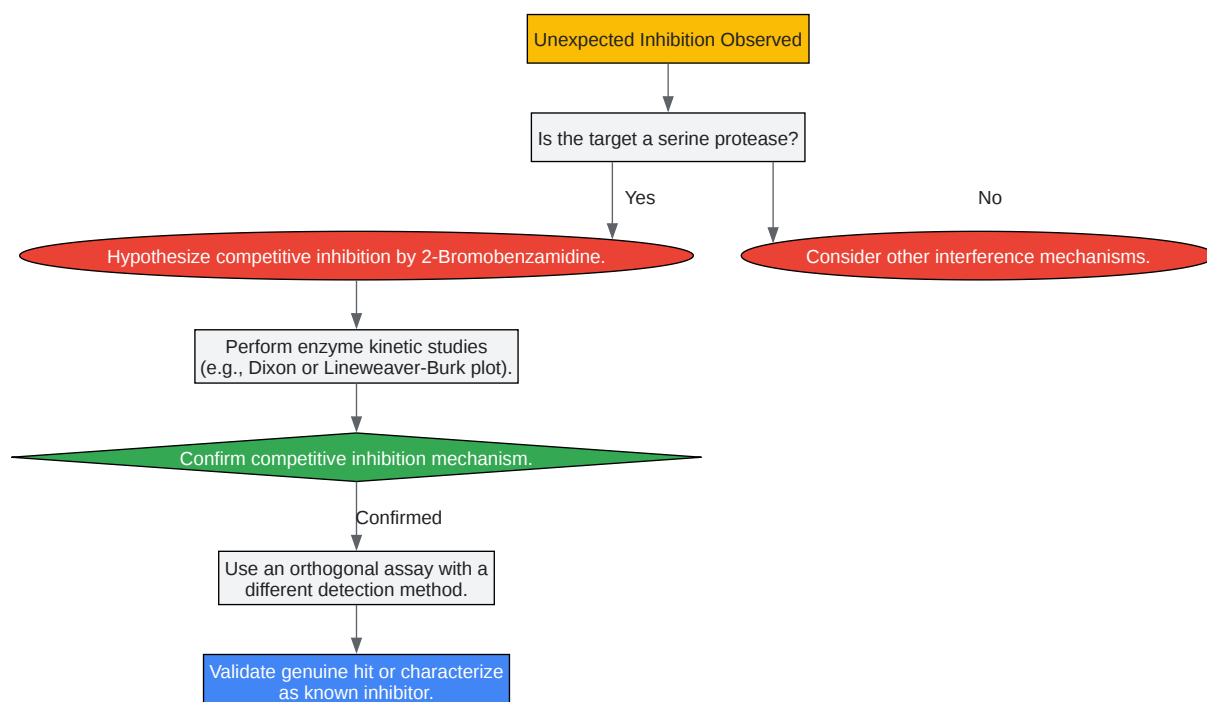 Unexpected Inhibition Observed
Is the target a serine protease?
Yes
No
Hypothesize competitive inhibition by 2-Bromobenzamidine.
Consider other interference mechanisms.
Perform enzyme kinetic studies
(e.g., Dixon or Lineweaver-Burk plot).
Confirm competitive inhibition mechanism.
Confirmed
Use an orthogonal assay with a
different detection method.
Validate genuine hit or characterize
as known inhibitor.